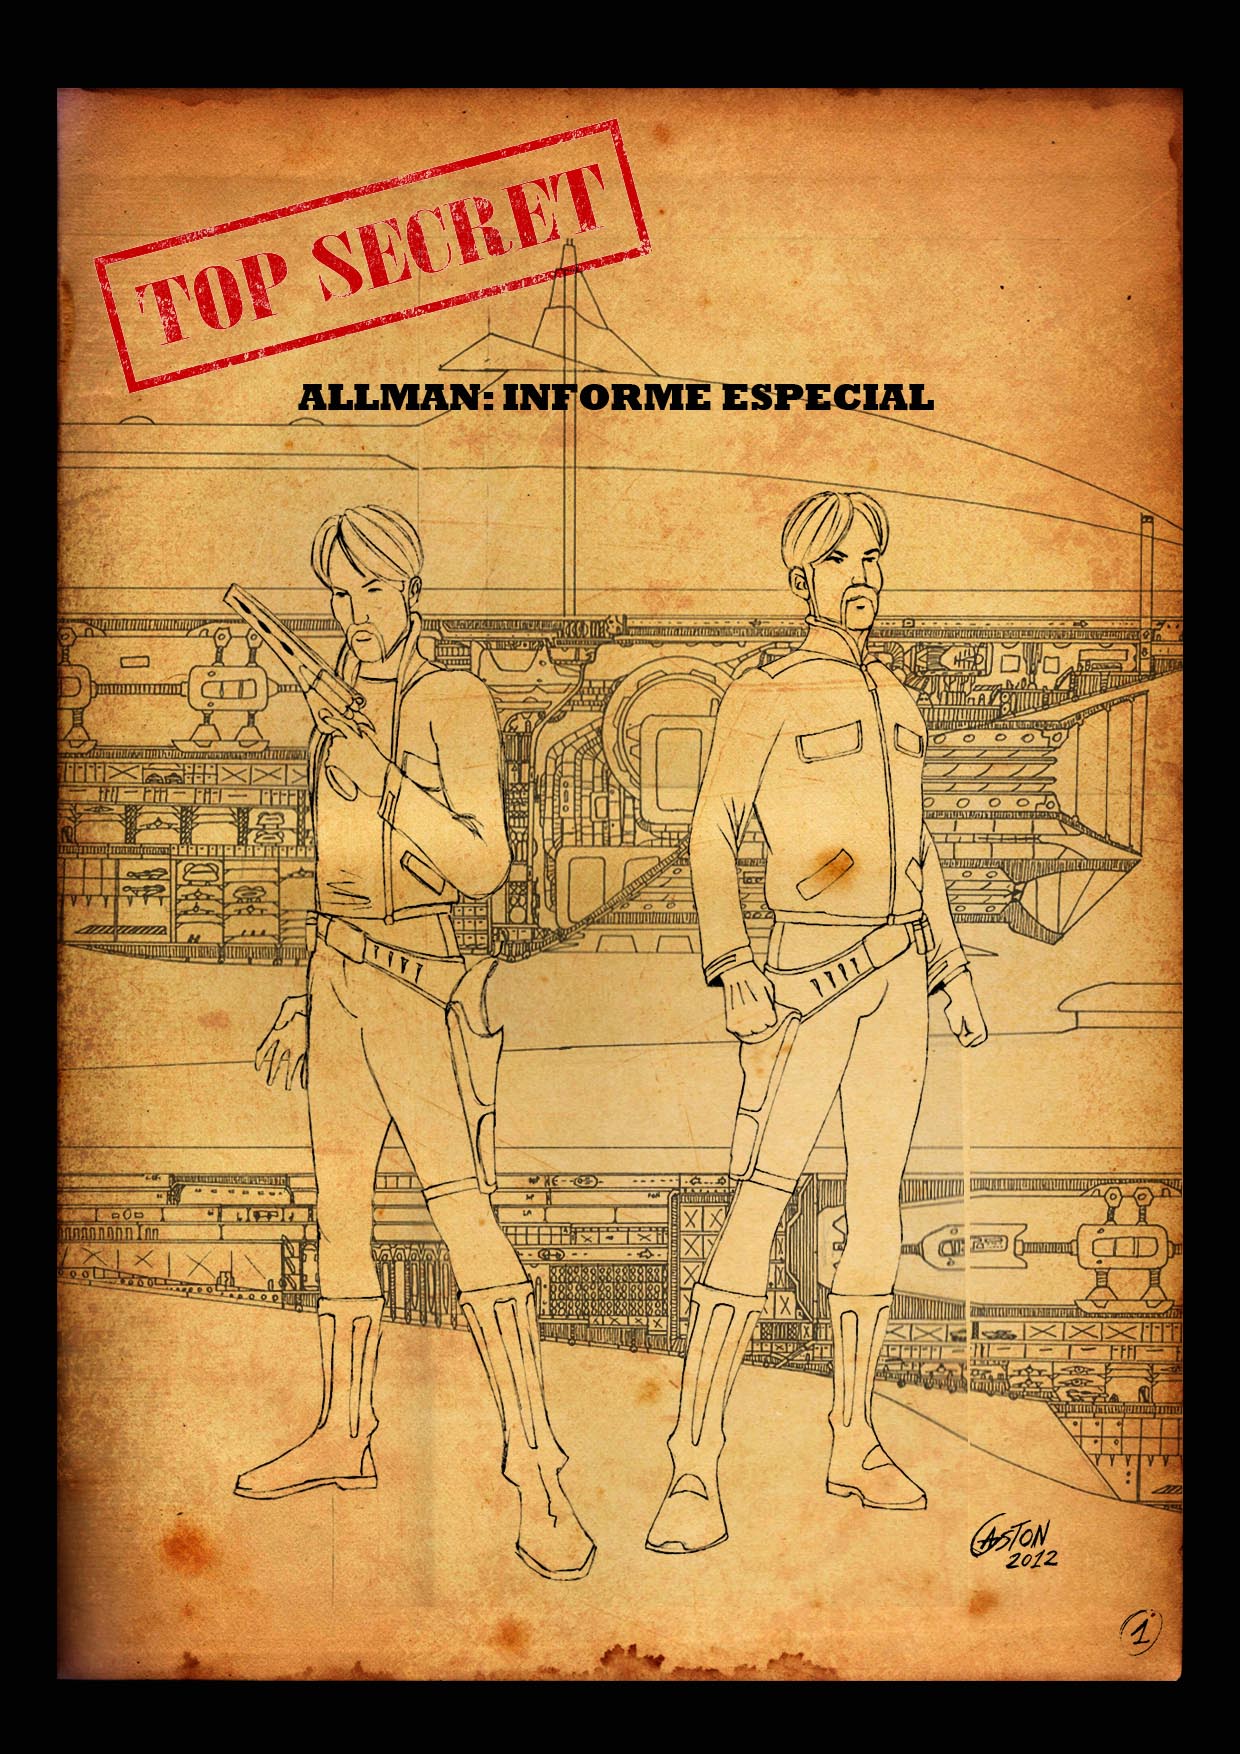 TOP SECRET
ALLMAN: INFORME ESPECIAL
GASTON
2012
1